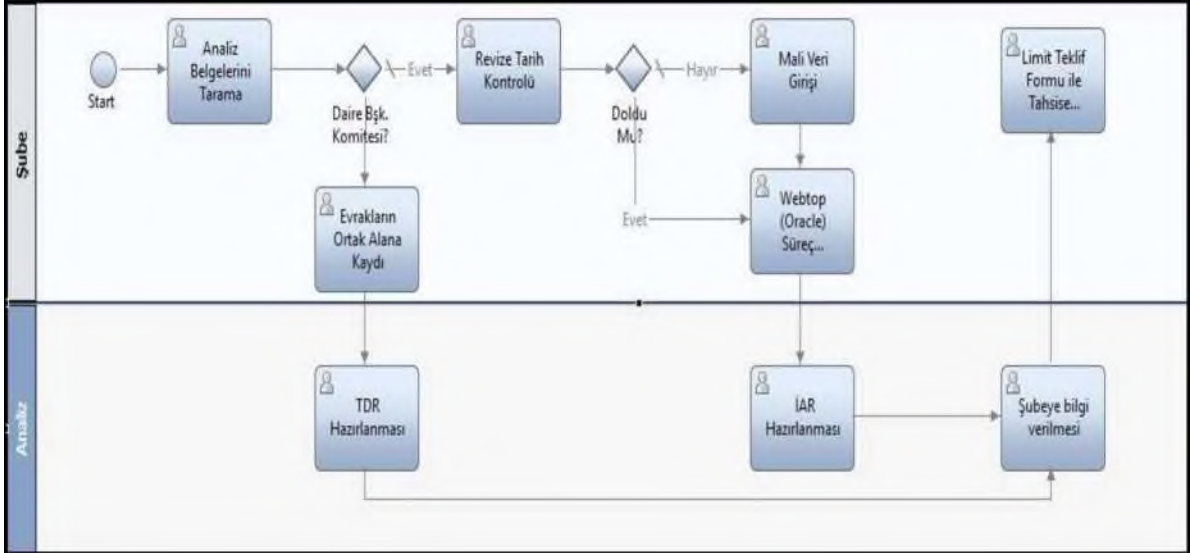 Şube
Start
Analiz
Belgelerini
Tarama
Daire Bşk.
Komitesi?
Evet
Revize Tarih
Kontrolü
Doldu
Mu?
Hayır
Mali Veri
Girişi
Limit Teklif
Formu ile
Tahsise...
Evrakların
Ortak Alana
Kaydı
Evet
Webtop
(Oracle)
Süreç...
Analiz
TDR
Hazırlanması
İAR
Hazırlanması
Şubeye bilgi
verilmesi